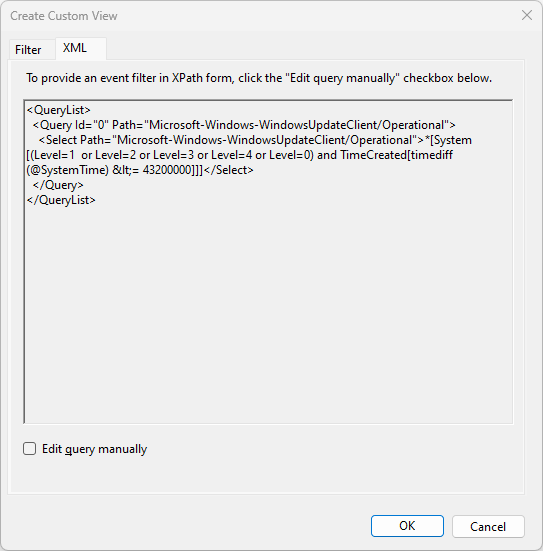 Create Custom View
Filter
XML
To provide an event filter in XPath form, click the "Edit query manually" checkbox below.
<QueryList>
  <Query Id="0" Path="Microsoft-Windows-WindowsUpdateClient/Operational">
    <Select Path="Microsoft-Windows-WindowsUpdateClient/Operational">*[System
[(Level=1  or Level=2 or Level=3 or Level=4 or Level=0) and TimeCreated[timediff
(@SystemTime) &lt;= 43200000]]]</Select>
  </Query>
</QueryList>
Edit query manually
OK
Cancel